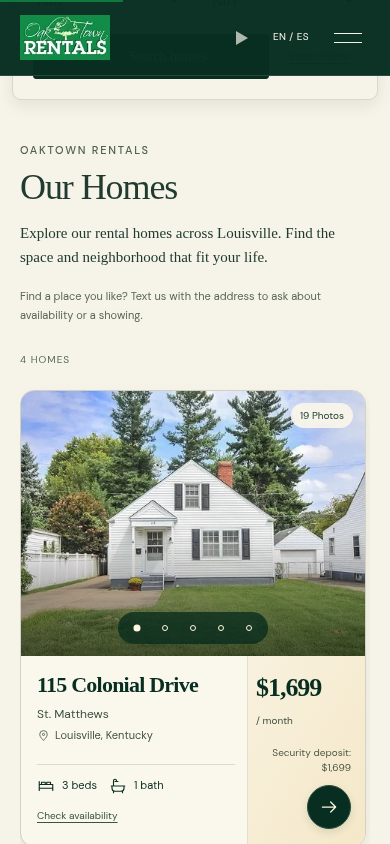 Oak Town
RENTALS
EN / ES
OAKTOWN RENTALS
Our Homes
Explore our rental homes across Louisville. Find the
space and neighborhood that fit your life.
Find a place you like? Text us with the address to ask about
availability or a showing.
4 HOMES
19 Photos
115 Colonial Drive
St. Matthews
Louisville, Kentucky
3 beds
1 bath
Check availability
$1,699
/ month
Security deposit:
$1,699